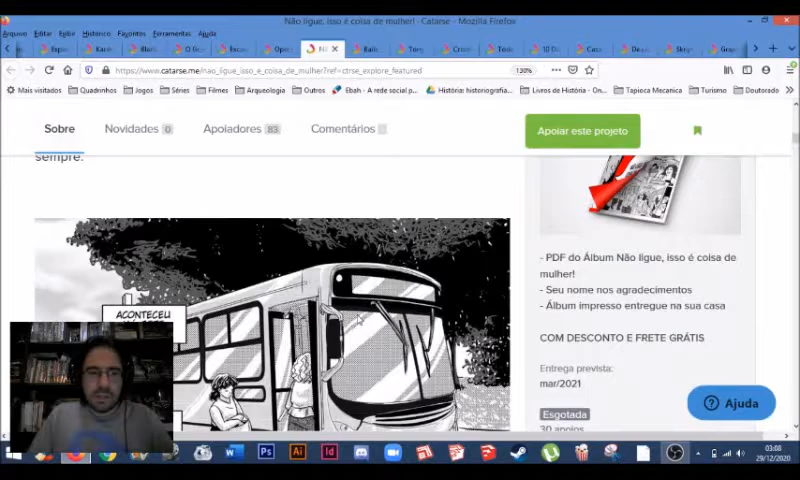 Não ligue, isso é coisa de mulher! - Catarse - Mozilla Firefox
Arquivo Editar Exibir Histórico Favoritos Ferramentas Ajuda
https://www.catarse.me/nao_ligue_isso_e_coisa_de_mulher?ref=ctrse_explore_featured
130%
Mais visitados Quadrinhos Jogos Séries Filmes Arqueologia Outros Ebah - A rede social p... História: historiografia... Livros de História - On... Tapioca Mecanica Turismo Doutorado
Sobre Novidades 0 Apoiadores 83 Comentários
Apoiar este projeto
sempre.
ACONTECEU
- PDF do Álbum Não ligue, isso é coisa de
mulher!
- Seu nome nos agradecimentos
- Álbum impresso entregue na sua casa
COM DESCONTO E FRETE GRÁTIS
Entrega prevista:
mar/2021
Esgotada
30 apoios
Ajuda
W Ps Ai Id
03:08
29/12/2020